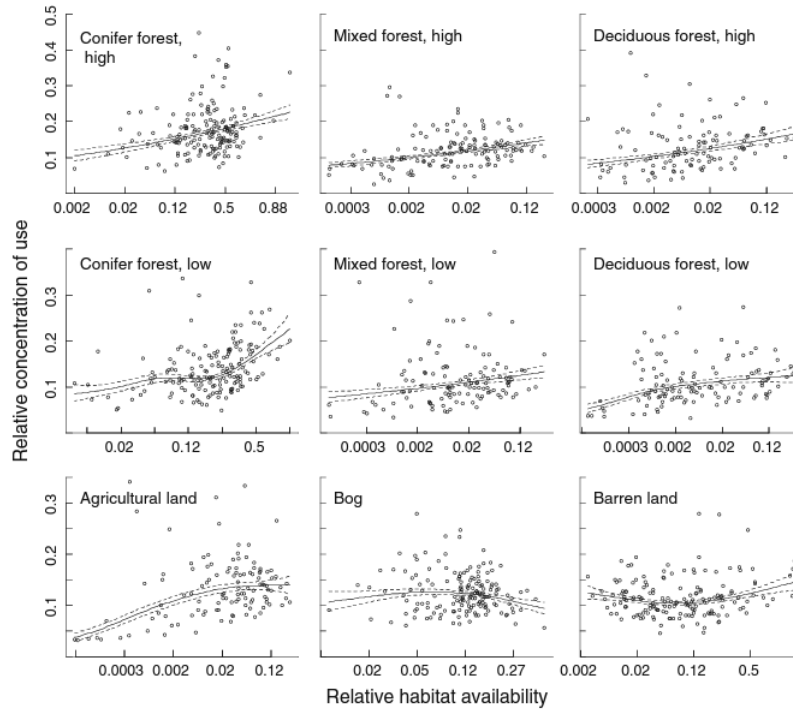 Conifer forest,
high
Mixed forest, high
Deciduous forest, high
0.5
0.4
0.3
0.2
0.1
0.002 0.02 0.12 0.5 0.88
0.0003 0.002 0.02 0.12
0.0003 0.002 0.02 0.12
Relative concentration of use
Conifer forest, low
Mixed forest, low
Deciduous forest, low
0.3
0.2
0.1
0.02 0.12 0.5
0.0003 0.002 0.02 0.12
0.0003 0.002 0.02 0.12
Agricultural land
Bog
Barren land
0.3
0.2
0.1
0.0003 0.002 0.02 0.12
0.02 0.05 0.12 0.27
0.002 0.02 0.12 0.5
Relative habitat availability